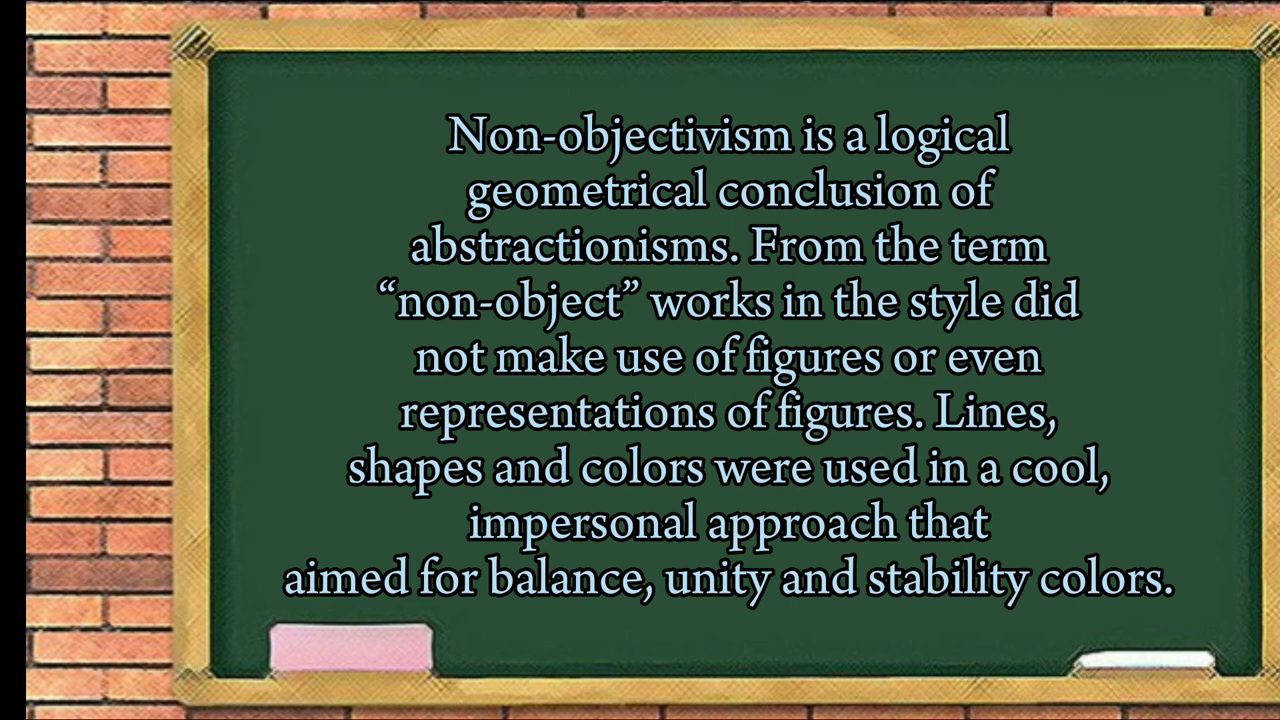 Non-objectivism is a logical
geometrical conclusion of
abstractionisms. From the term
“non-object” works in the style did
not make use of figures or even
representations of figures. Lines,
shapes and colors were used in a cool,
impersonal approach that
aimed for balance, unity and stability colors.